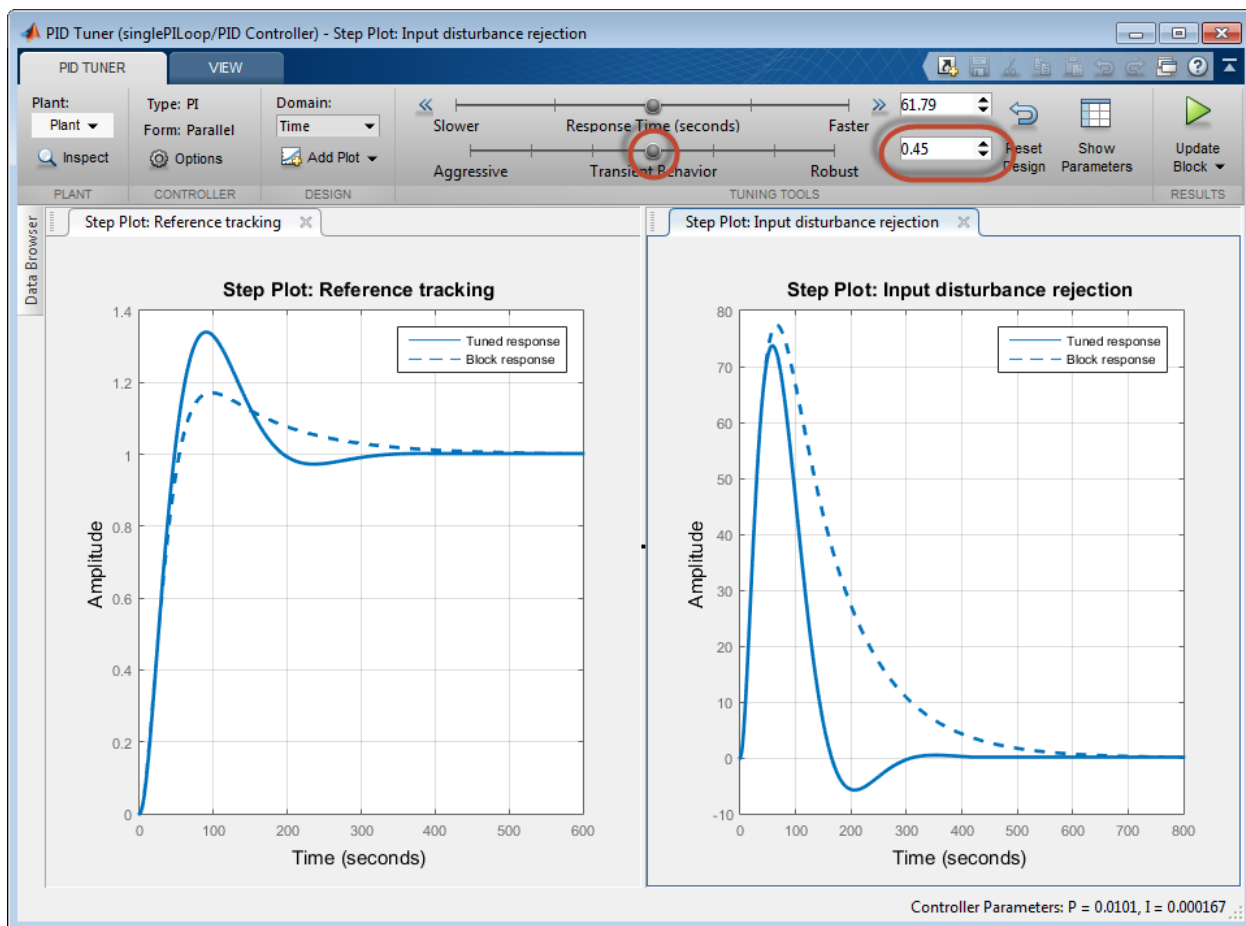 PID Tuner (singlePILoop/PID Controller) - Step Plot: Input disturbance rejection
PID TUNER VIEW
Plant: Type: PI Domain: 61.79
Plant Form: Parallel Time Slower Response Time (seconds) Faster
Inspect Options Add Plot Aggressive Transient Behavior Robust 0.45 Reset Design Show Parameters Update Block
PLANT CONTROLLER DESIGN TUNING TOOLS RESULTS
Data Browser
Step Plot: Reference tracking
Step Plot: Reference tracking
Tuned response
Block response
1.4
1.2
1
0.8
0.6
0.4
0.2
0
Amplitude
0 100 200 300 400 500 600
Time (seconds)
Step Plot: Input disturbance rejection
Step Plot: Input disturbance rejection
Tuned response
Block response
80
70
60
50
40
30
20
10
0
-10
Amplitude
0 100 200 300 400 500 600 700 800
Time (seconds)
Controller Parameters: P = 0.0101, I = 0.000167